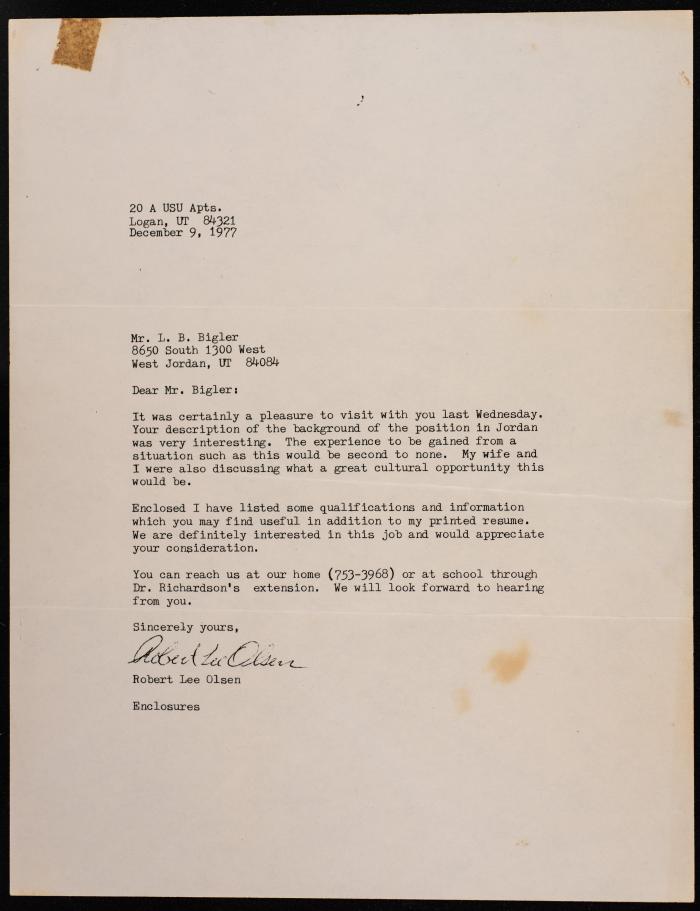 20 A USU Apts.
Logan, UT  84321
December 9, 1977
Mr. L. B. Bigler
8650 South 1300 West
West Jordan, UT  84084
Dear Mr. Bigler:
It was certainly a pleasure to visit with you last Wednesday.
Your description of the background of the position in Jordan
was very interesting.  The experience to be gained from a
situation such as this would be second to none.  My wife and
I were also discussing what a great cultural opportunity this
would be.
Enclosed I have listed some qualifications and information
which you may find useful in addition to my printed resume.
We are definitely interested in this job and would appreciate
your consideration.
You can reach us at our home (753-3968) or at school through
Dr. Richardson's  extension.  We will look forward to hearing
from you.
Sincerely yours,
Robert Lee Olsen
Robert Lee Olsen
Enclosures